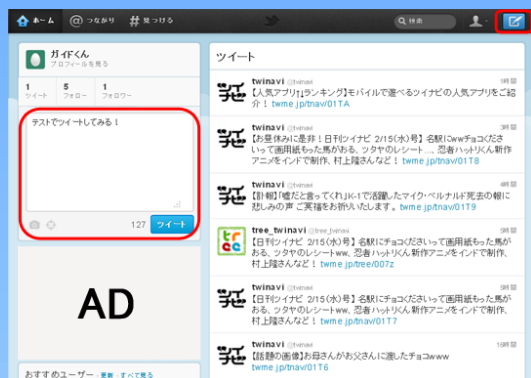 ホーム
@ つながり
# 見つける
検索
ガイドくん
プロフィールを見る
1
ツイート
5
フォロー
1
フォロワー
テストでツイートしてみる！
127
ツイート
AD
おすすめユーザー ·更新·すべて見る
ツイート
twinavi @twinavi
【人気アプリ↑↓ランキング】モバイルで遊べるツイナビの人気アプリをご紹
介！ twme.jp/tnav/01TA
twinavi @twinavi
【お昼休みに是非！日刊ツイナビ 2/15(水)号】名駅にwwチョコくださ
いって画用紙もった馬がおる、ツタヤのレシート…、忍者ハットリくん新作
アニメをインドで制作、村上隆さんなど！ twme.jp/tnav/01T8
twinavi @twinavi
【訃報】「嘘だと言ってくれ」K-1で活躍したマイク・ベルナルド死去の報に
悲しみの声 ご冥福をお祈りいたします。 twme.jp/tnav/01T9
tree_twinavi @tree_twinavi
【日刊ツイナビ 2/15(水)号】名駅にチョコくださいって画用紙もった馬が
おる、ツタヤのレシートww、忍者ハットリくん新作アニメをインドで制作、
村上隆さんなど！ twme.jp/tree/007z
twinavi @twinavi
【日刊ツイナビ 2/15(水)号】名駅にチョコくださいって画用紙もった馬が
おる、ツタヤのレシートww、忍者ハットリくん新作アニメをインドで制作、
村上隆さんなど！ twme.jp/tnav/01T7
twinavi @twinavi
【話題の画像】お母さんがお父さんに渡したチョコwww
twme.jp/tnav/01T6